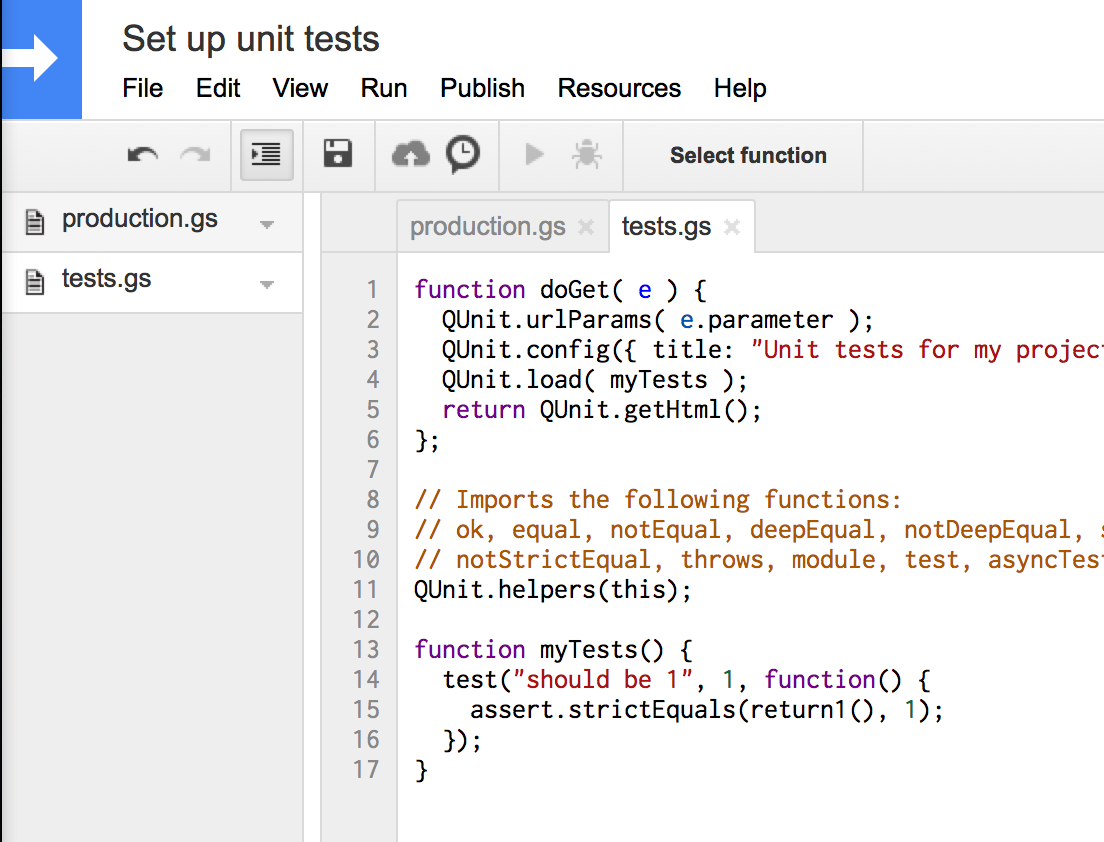 Set up unit tests
File Edit View Run Publish Resources Help
Select function
production.gs
tests.gs
production.gs tests.gs
1 function doGet( e ) {
2 QUnit.urlParams( e.parameter );
3 QUnit.config({ title: "Unit tests for my project
4 QUnit.load( myTests );
5 return QUnit.getHtml();
6 };
7
8 // Imports the following functions:
9 // ok, equal, notEqual, deepEqual, notDeepEqual,
10 // notStrictEqual, throws, module, test, asyncTes
11 QUnit.helpers(this);
12
13 function myTests() {
14 test("should be 1", 1, function() {
15 assert.strictEquals(return1(), 1);
16 });
17 }